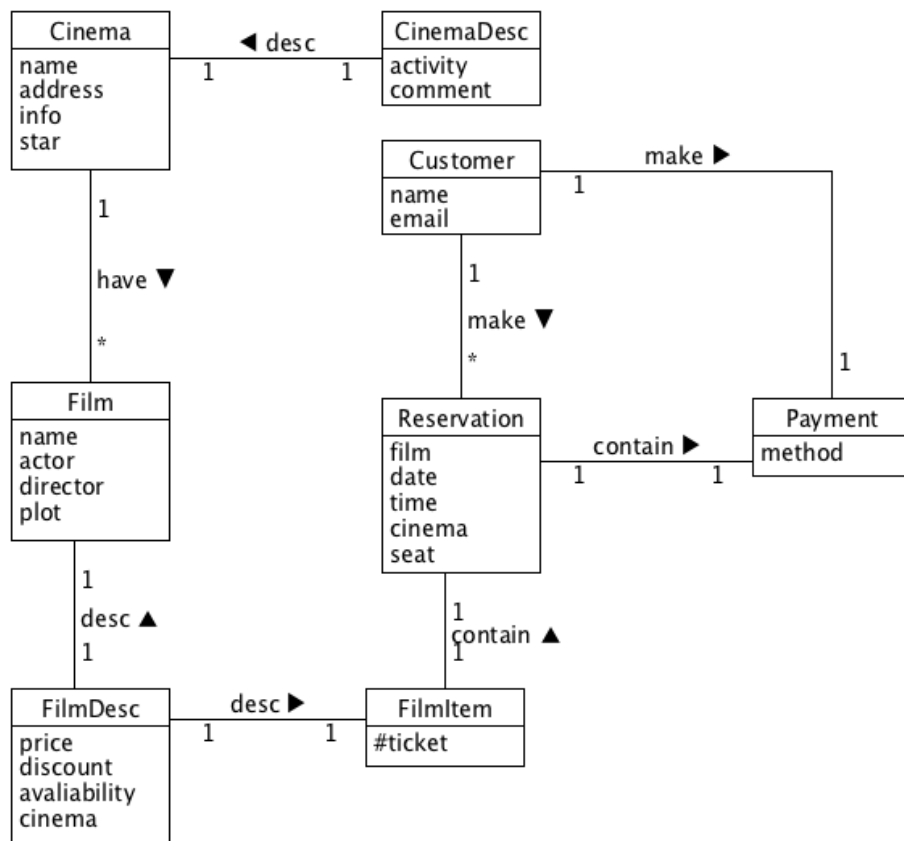 Cinema
name
address
info
star
◄ desc
1
1
CinemaDesc
activity
comment
Customer
name
email
make ►
1
1
1
have ▼
*
1
make ▼
*
Film
name
actor
director
plot
Reservation
film
date
time
cinema
seat
contain ►
1
1
Payment
method
1
desc ▲
1
1
contain ▲
1
FilmDesc
price
discount
avaliability
cinema
desc ►
1
1
FilmItem
#ticket